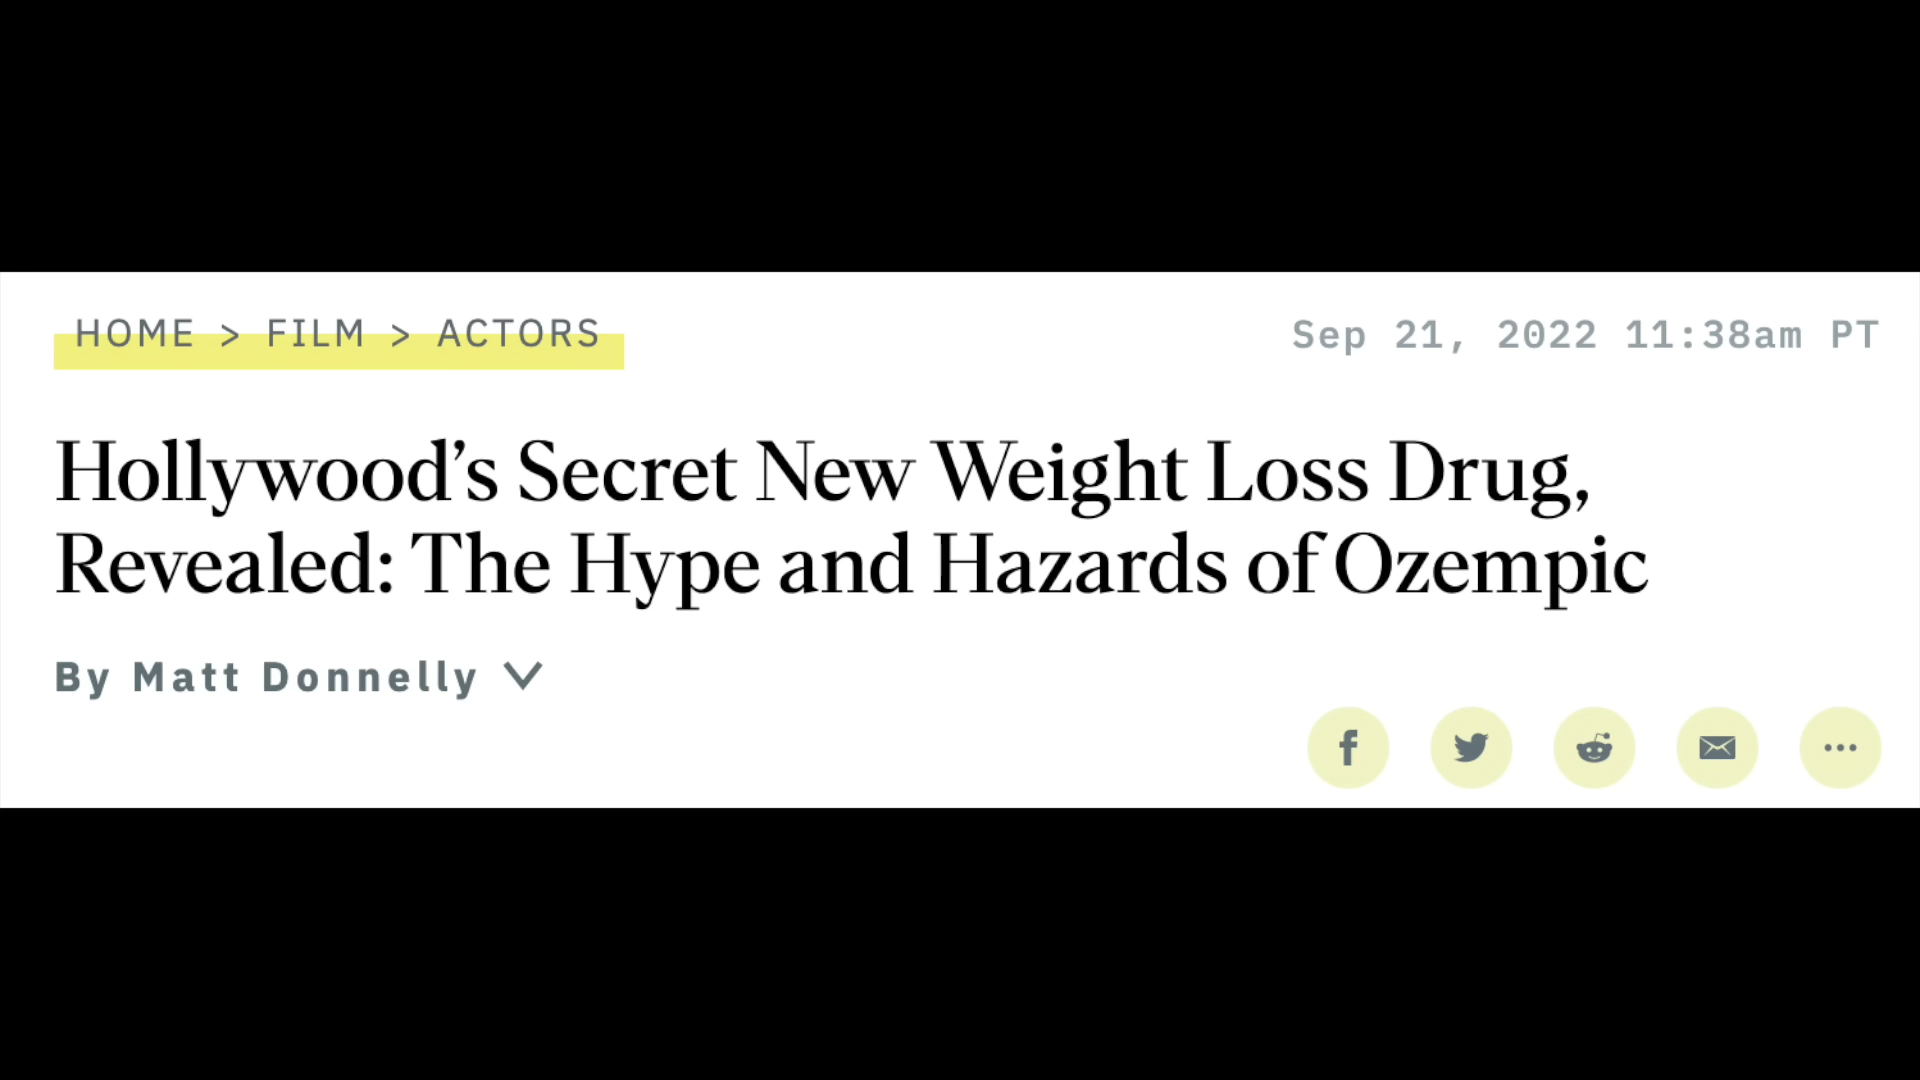 HOME > FILM > ACTORS
Sep 21, 2022 11:38am PT
Hollywood’s Secret New Weight Loss Drug,
Revealed: The Hype and Hazards of Ozempic
By Matt Donnelly